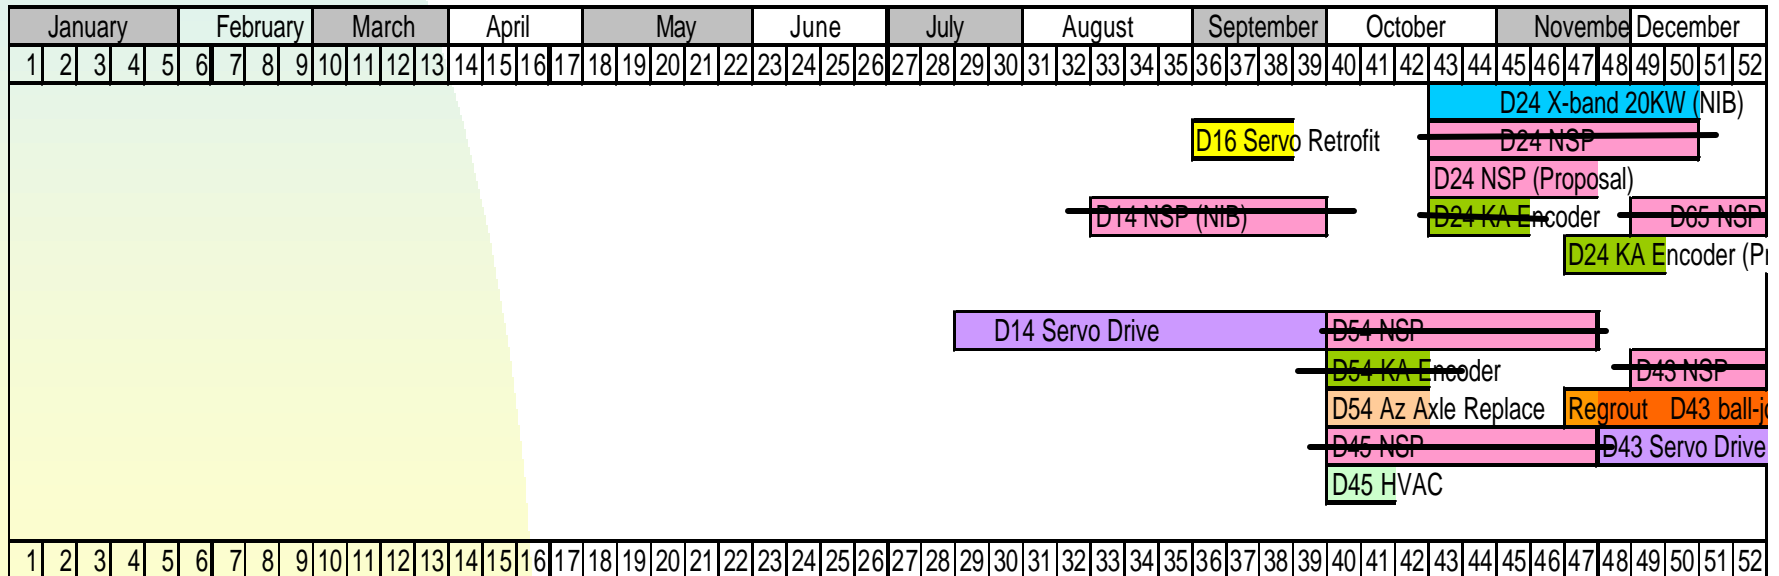 January February March April May June July August September October Novembe December
1 2 3 4 5 6 7 8 9 10 11 12 13 14 15 16 17 18 19 20 21 22 23 24 25 26 27 28 29 30 31 32 33 34 35 36 37 38 39 40 41 42 43 44 45 46 47 48 49 50 51 52
D24 X-band 20KW (NIB)
D16 Servo Retrofit D24 NSP
D24 NSP (Proposal)
D14 NSP (NIB) D24 KA Encoder D65 NSP
D24 KA Encoder (Pr
D14 Servo Drive D54 NSP
D54 KA Encoder D43 NSP
D54 Az Axle Replace Regrout D43 ball-jo
D45 NSP D43 Servo Drive
D45 HVAC
1 2 3 4 5 6 7 8 9 10 11 12 13 14 15 16 17 18 19 20 21 22 23 24 25 26 27 28 29 30 31 32 33 34 35 36 37 38 39 40 41 42 43 44 45 46 47 48 49 50 51 52